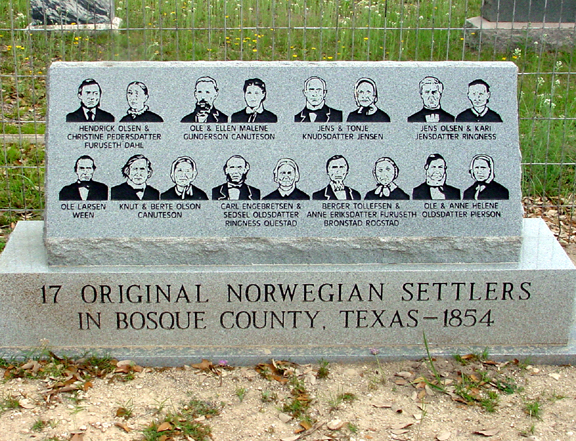 HENDRICK OLSEN &
CHRISTINE PEDERSDATTER
FURUSETH DAHL
OLE & ELLEN MALENE
GUNDERSON CANUTESON
JENS & TONJE
KNUDSDATTER JENSEN
JENS OLSEN & KARI
JENSDATTER RINGNESS
OLE LARSEN
WEEN
KNUT & BERTE OLSON
CANUTESON
CARL ENGEBRETSEN &
SEDSEL OLDSDATTER
RINGNESS QUESTAD
BERGER TOLLEFSEN &
ANNE ERIKSDATTER FURUSETH
BRONSTAD ROGSTAD
OLE & ANNE HELENE
OLDSDATTER PIERSON
17 ORIGINAL NORWEGIAN SETTLERS
IN BOSQUE COUNTY, TEXAS-1854